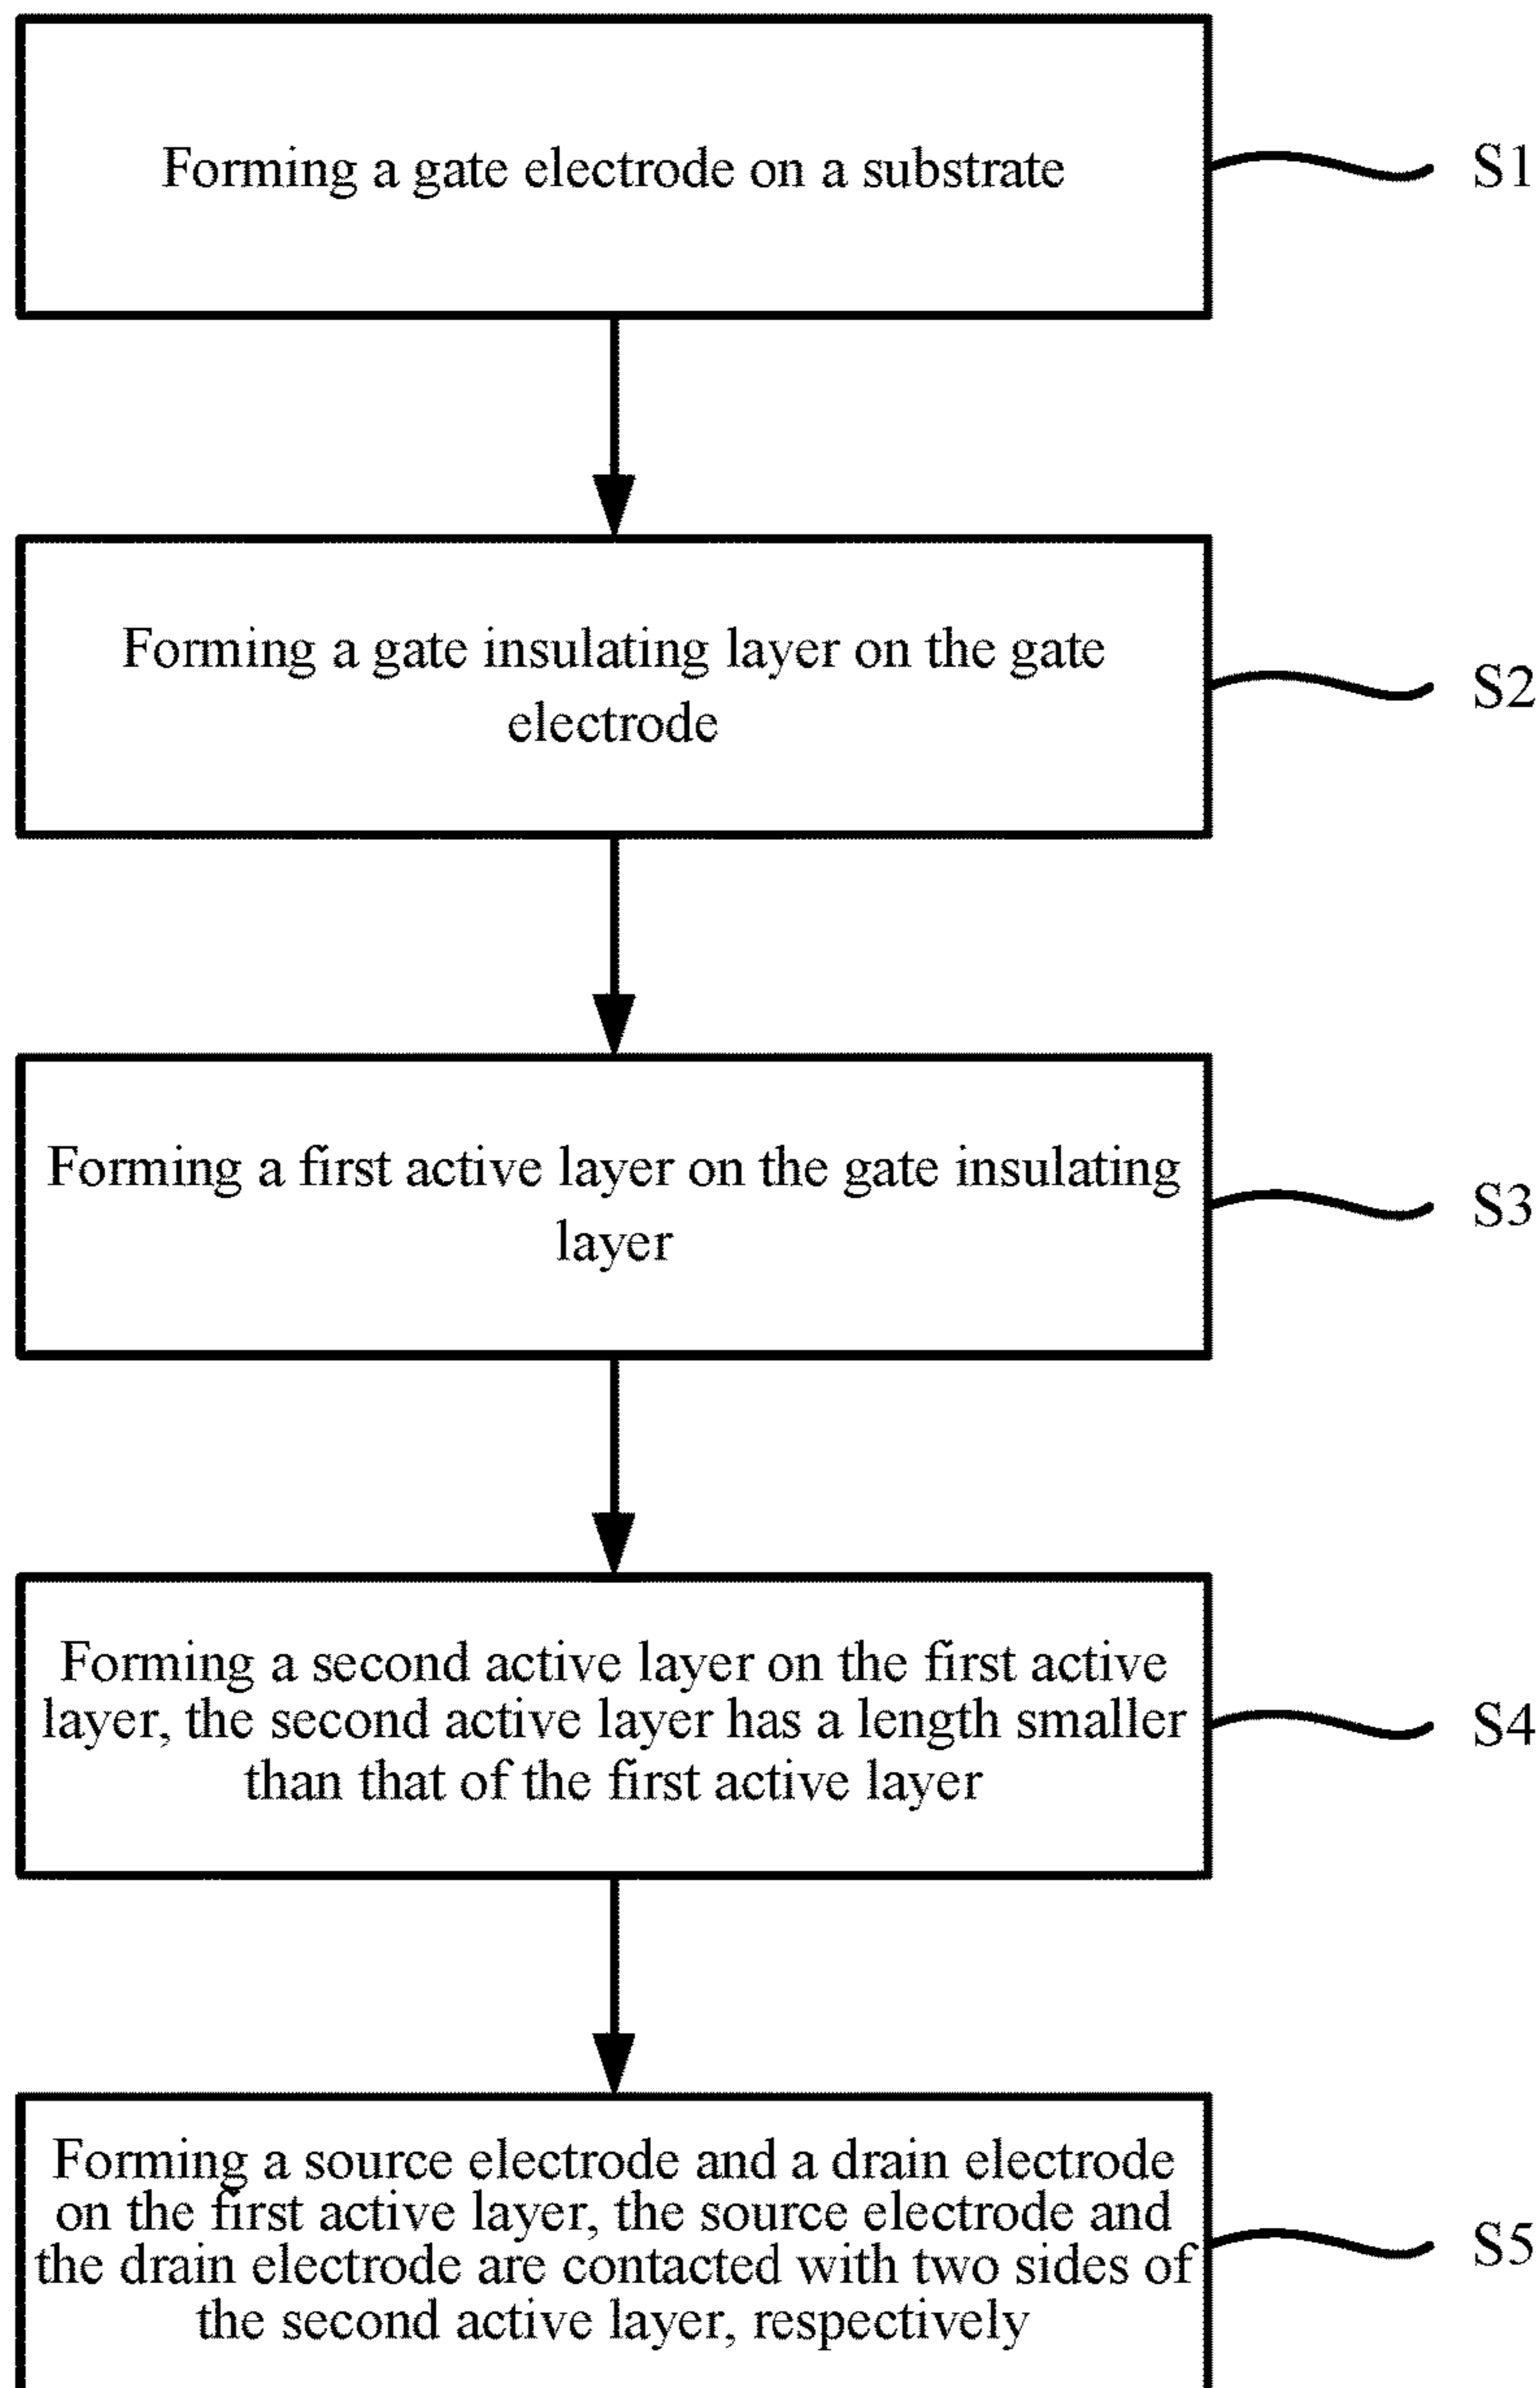 Forming a gate electrode on a substrate
S1
Forming a gate insulating layer on the gate
electrode
S2
Forming a first active layer on the gate insulating
layer
S3
Forming a second active layer on the first active
layer, the second active layer has a length smaller
than that of the first active layer
S4
Forming a source electrode and a drain electrode
on the first active layer, the source electrode and
the drain electrode are contacted with two sides of
the second active layer, respectively
S5